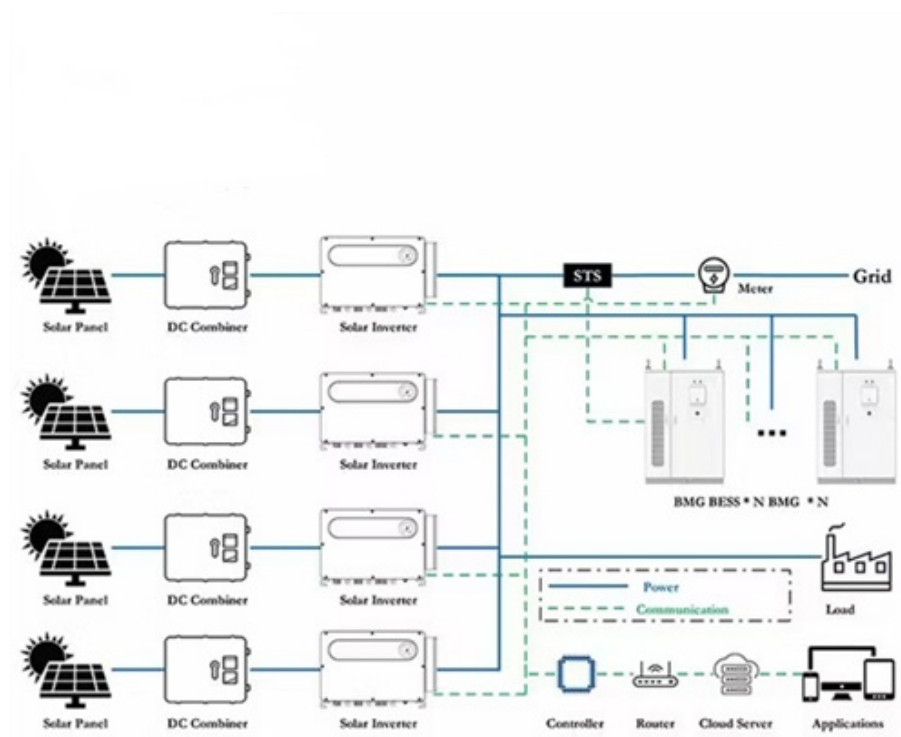 STS
Grid
Meter
Solar Panel DC Combiner Solar Inverter
Solar Panel DC Combiner Solar Inverter
BMG BESS * N BMG * N
Solar Panel DC Combiner Solar Inverter
Power
Communication
Load
Solar Panel DC Combiner Solar Inverter Controller Router Cloud Server Applications